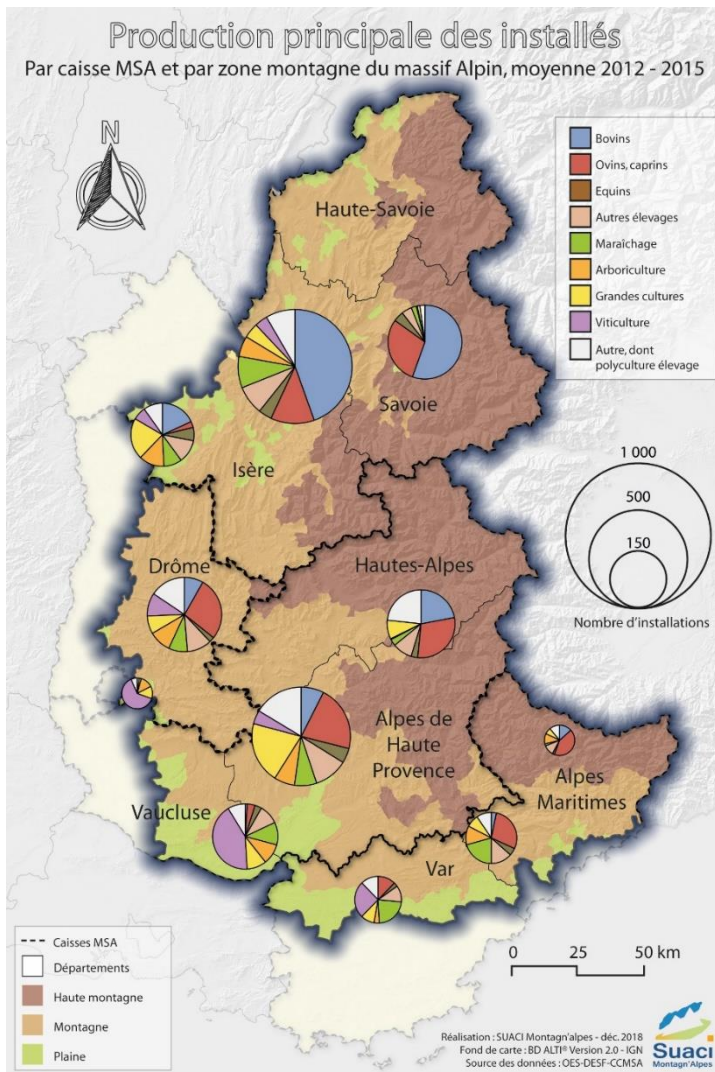 Production principale des installés
Par caisse MSA et par zone montagne du massif Alpin, moyenne 2012 - 2015
N
Bovins
Ovins, caprins
Equins
Autres élevages
Maraîchage
Arboriculture
Grandes cultures
Viticulture
Autre, dont
polyculture élevage
Haute-Savoie
Savoie
Isère
1 000
500
150
Nombre d'installations
Drôme
Hautes-Alpes
Alpes de
Haute
Provence
Alpes
Maritimes
Vaucluse
Var
Caisses MSA
Départements
Haute montagne
Montagne
Plaine
0 25 50 km
Réalisation : SUACI Montagn'alpes - déc. 2018
Fond de carte : BD ALTI® Version 2.0 - IGN
Source des données : OES-DESF-CCMSA
Suaci
Montagn'Alpes